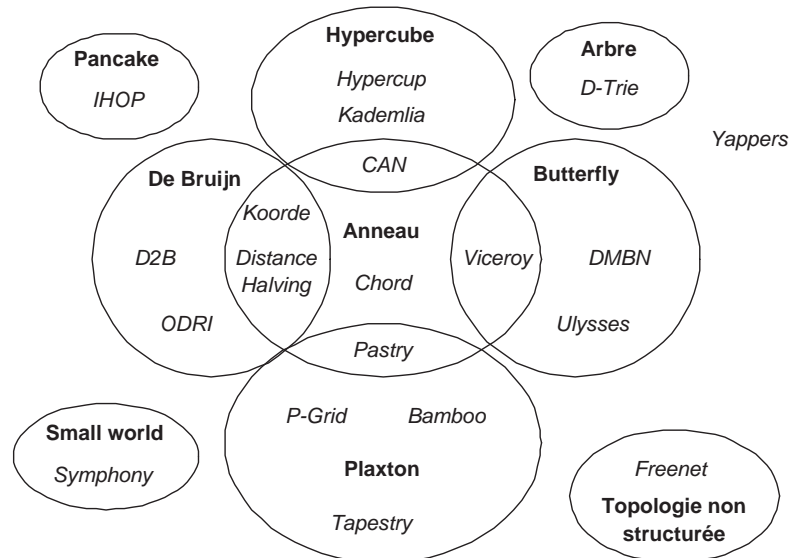 Hypercube
Hypercup
Kademlia
Pancake
IHOP
Arbre
D-Trie
Yappers
CAN
De Bruijn
Koorde
D2B
Distance
Halving
ODRI
Anneau
Chord
Butterfly
Viceroy
DMBN
Ulysses
Pastry
P-Grid
Bamboo
Plaxton
Tapestry
Small world
Symphony
Freenet
Topologie non
structurée